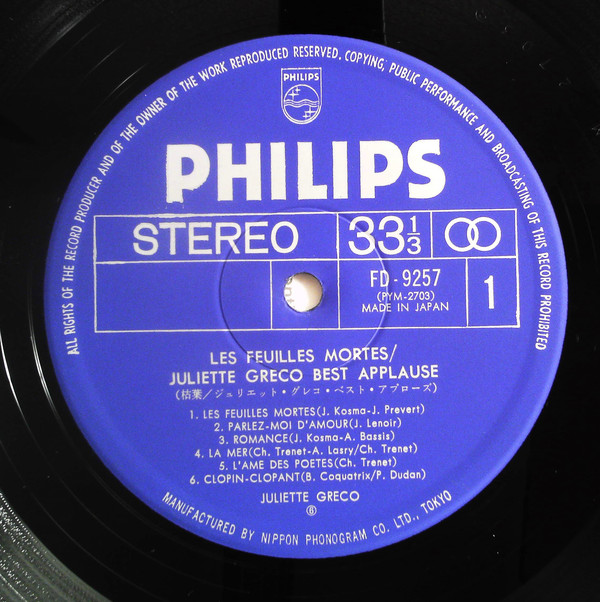 ALL RIGHTS OF THE RECORD PRODUCER AND OF THE OWNER OF THE WORK REPRODUCED RESERVED. COPYING, PUBLIC PERFORMANCE AND BROADCASTING OF THIS RECORD PROHIBITED
PHILIPS
PHILIPS
STEREO 33 1/3
FD-9257
(PYM-2703)
MADE IN JAPAN
1
LES FEUILLES MORTES/
JULIETTE GRECO BEST APPLAUSE
(枯葉/ジュリエット・グレコ・ベスト・アプローズ)
1. LES FEUILLES MORTES(J. Kosma-J. Prevert)
2. PARLEZ-MOI D'AMOUR(J. Lenoir)
3. ROMANCE(J. Kosma-A. Bassis)
4. LA MER(Ch. Trenet-A. Lasry/Ch. Trenet)
5. L'AME DES POETES(Ch. Trenet)
6. CLOPIN-CLOPANT(B. Coquatrix/P. Dudan)
JULIETTE GRECO
MANUFACTURED BY NIPPON PHONOGRAM CO. LTD., TOKYO